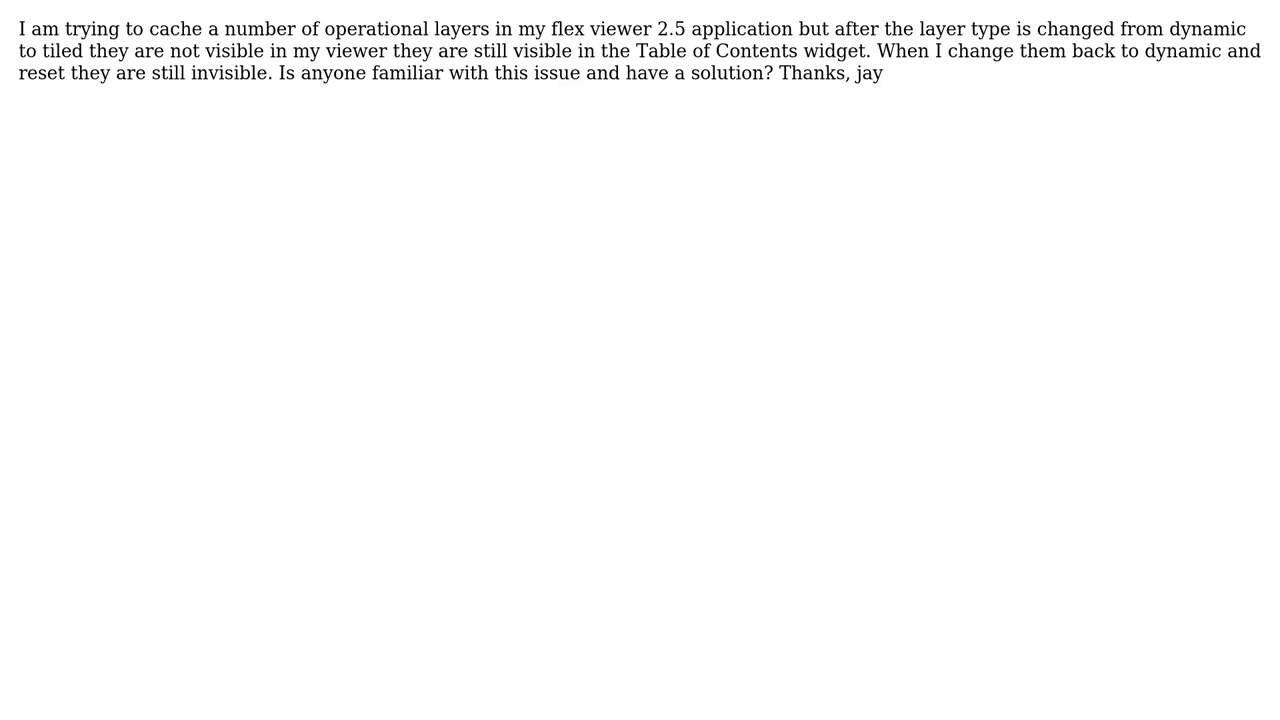 I am trying to cache a number of operational layers in my flex viewer 2.5 application but after the layer type is changed from dynamic
to tiled they are not visible in my viewer they are still visible in the Table of Contents widget. When I change them back to dynamic and
reset they are still invisible. Is anyone familiar with this issue and have a solution? Thanks, jay